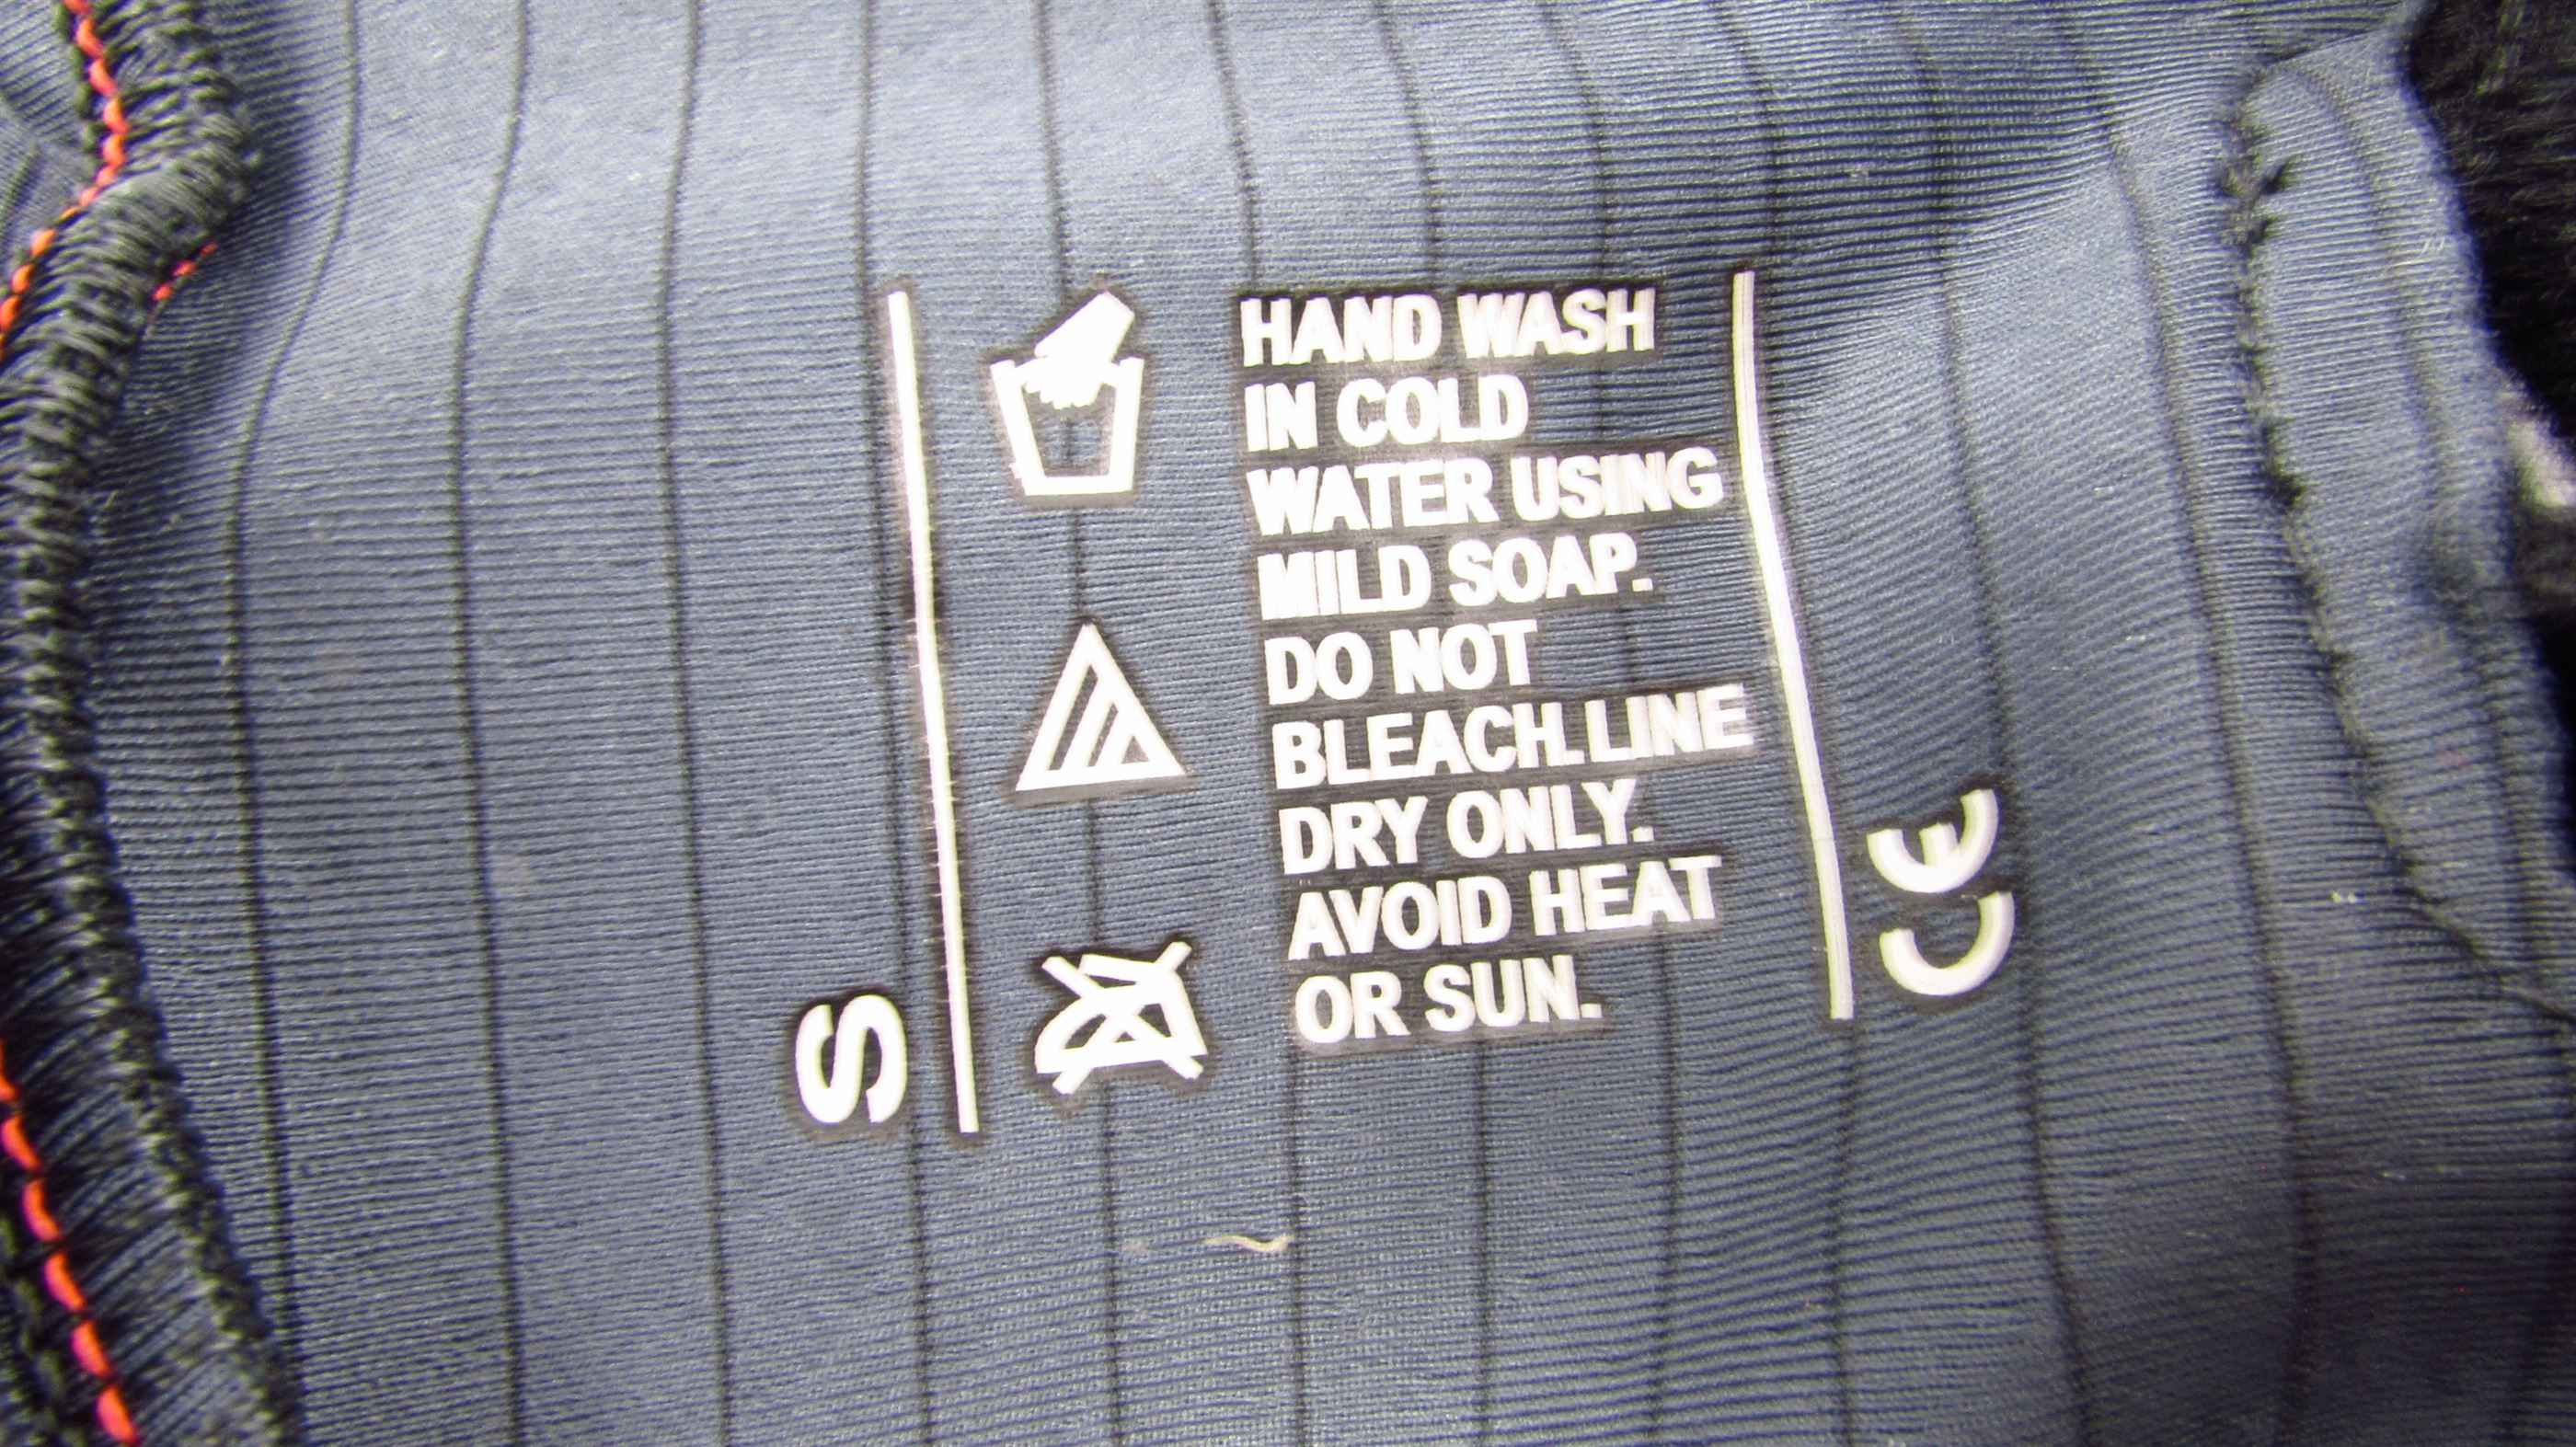 HAND WASH
IN COLD
WATER USING
MILD SOAP.
DO NOT
BLEACH. LINE
DRY ONLY.
AVOID HEAT
OR SUN.
S
CE